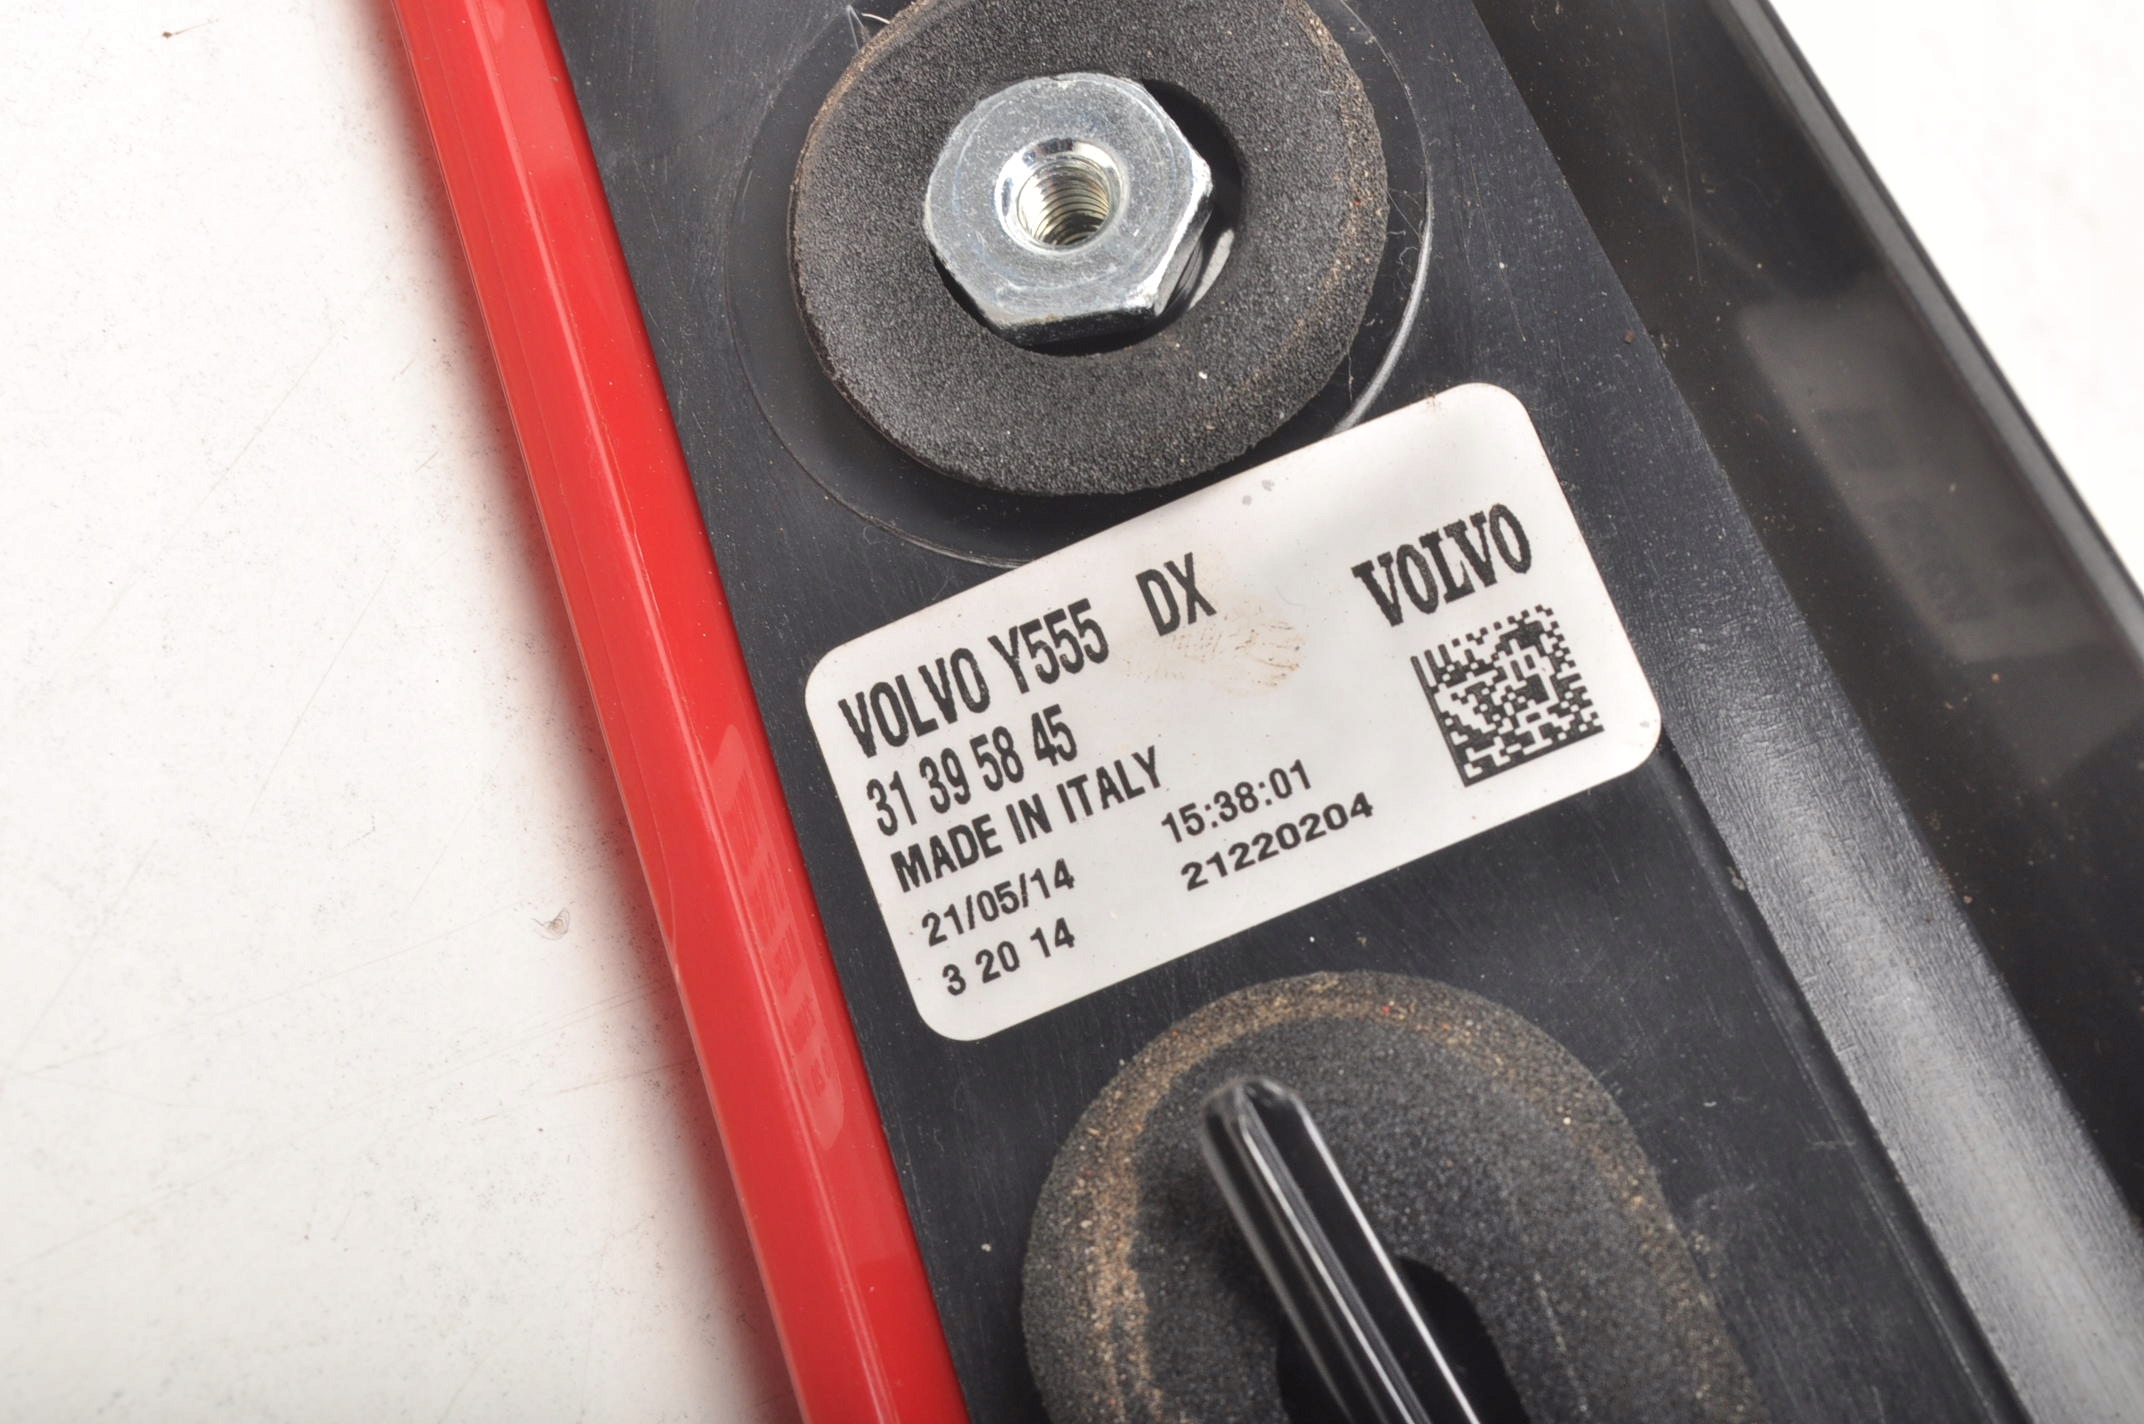 VOLVO Y555 DX
VOLVO
31 39 58 45
MADE IN ITALY
21/05/14 15:38:01
3 20 14 21220204